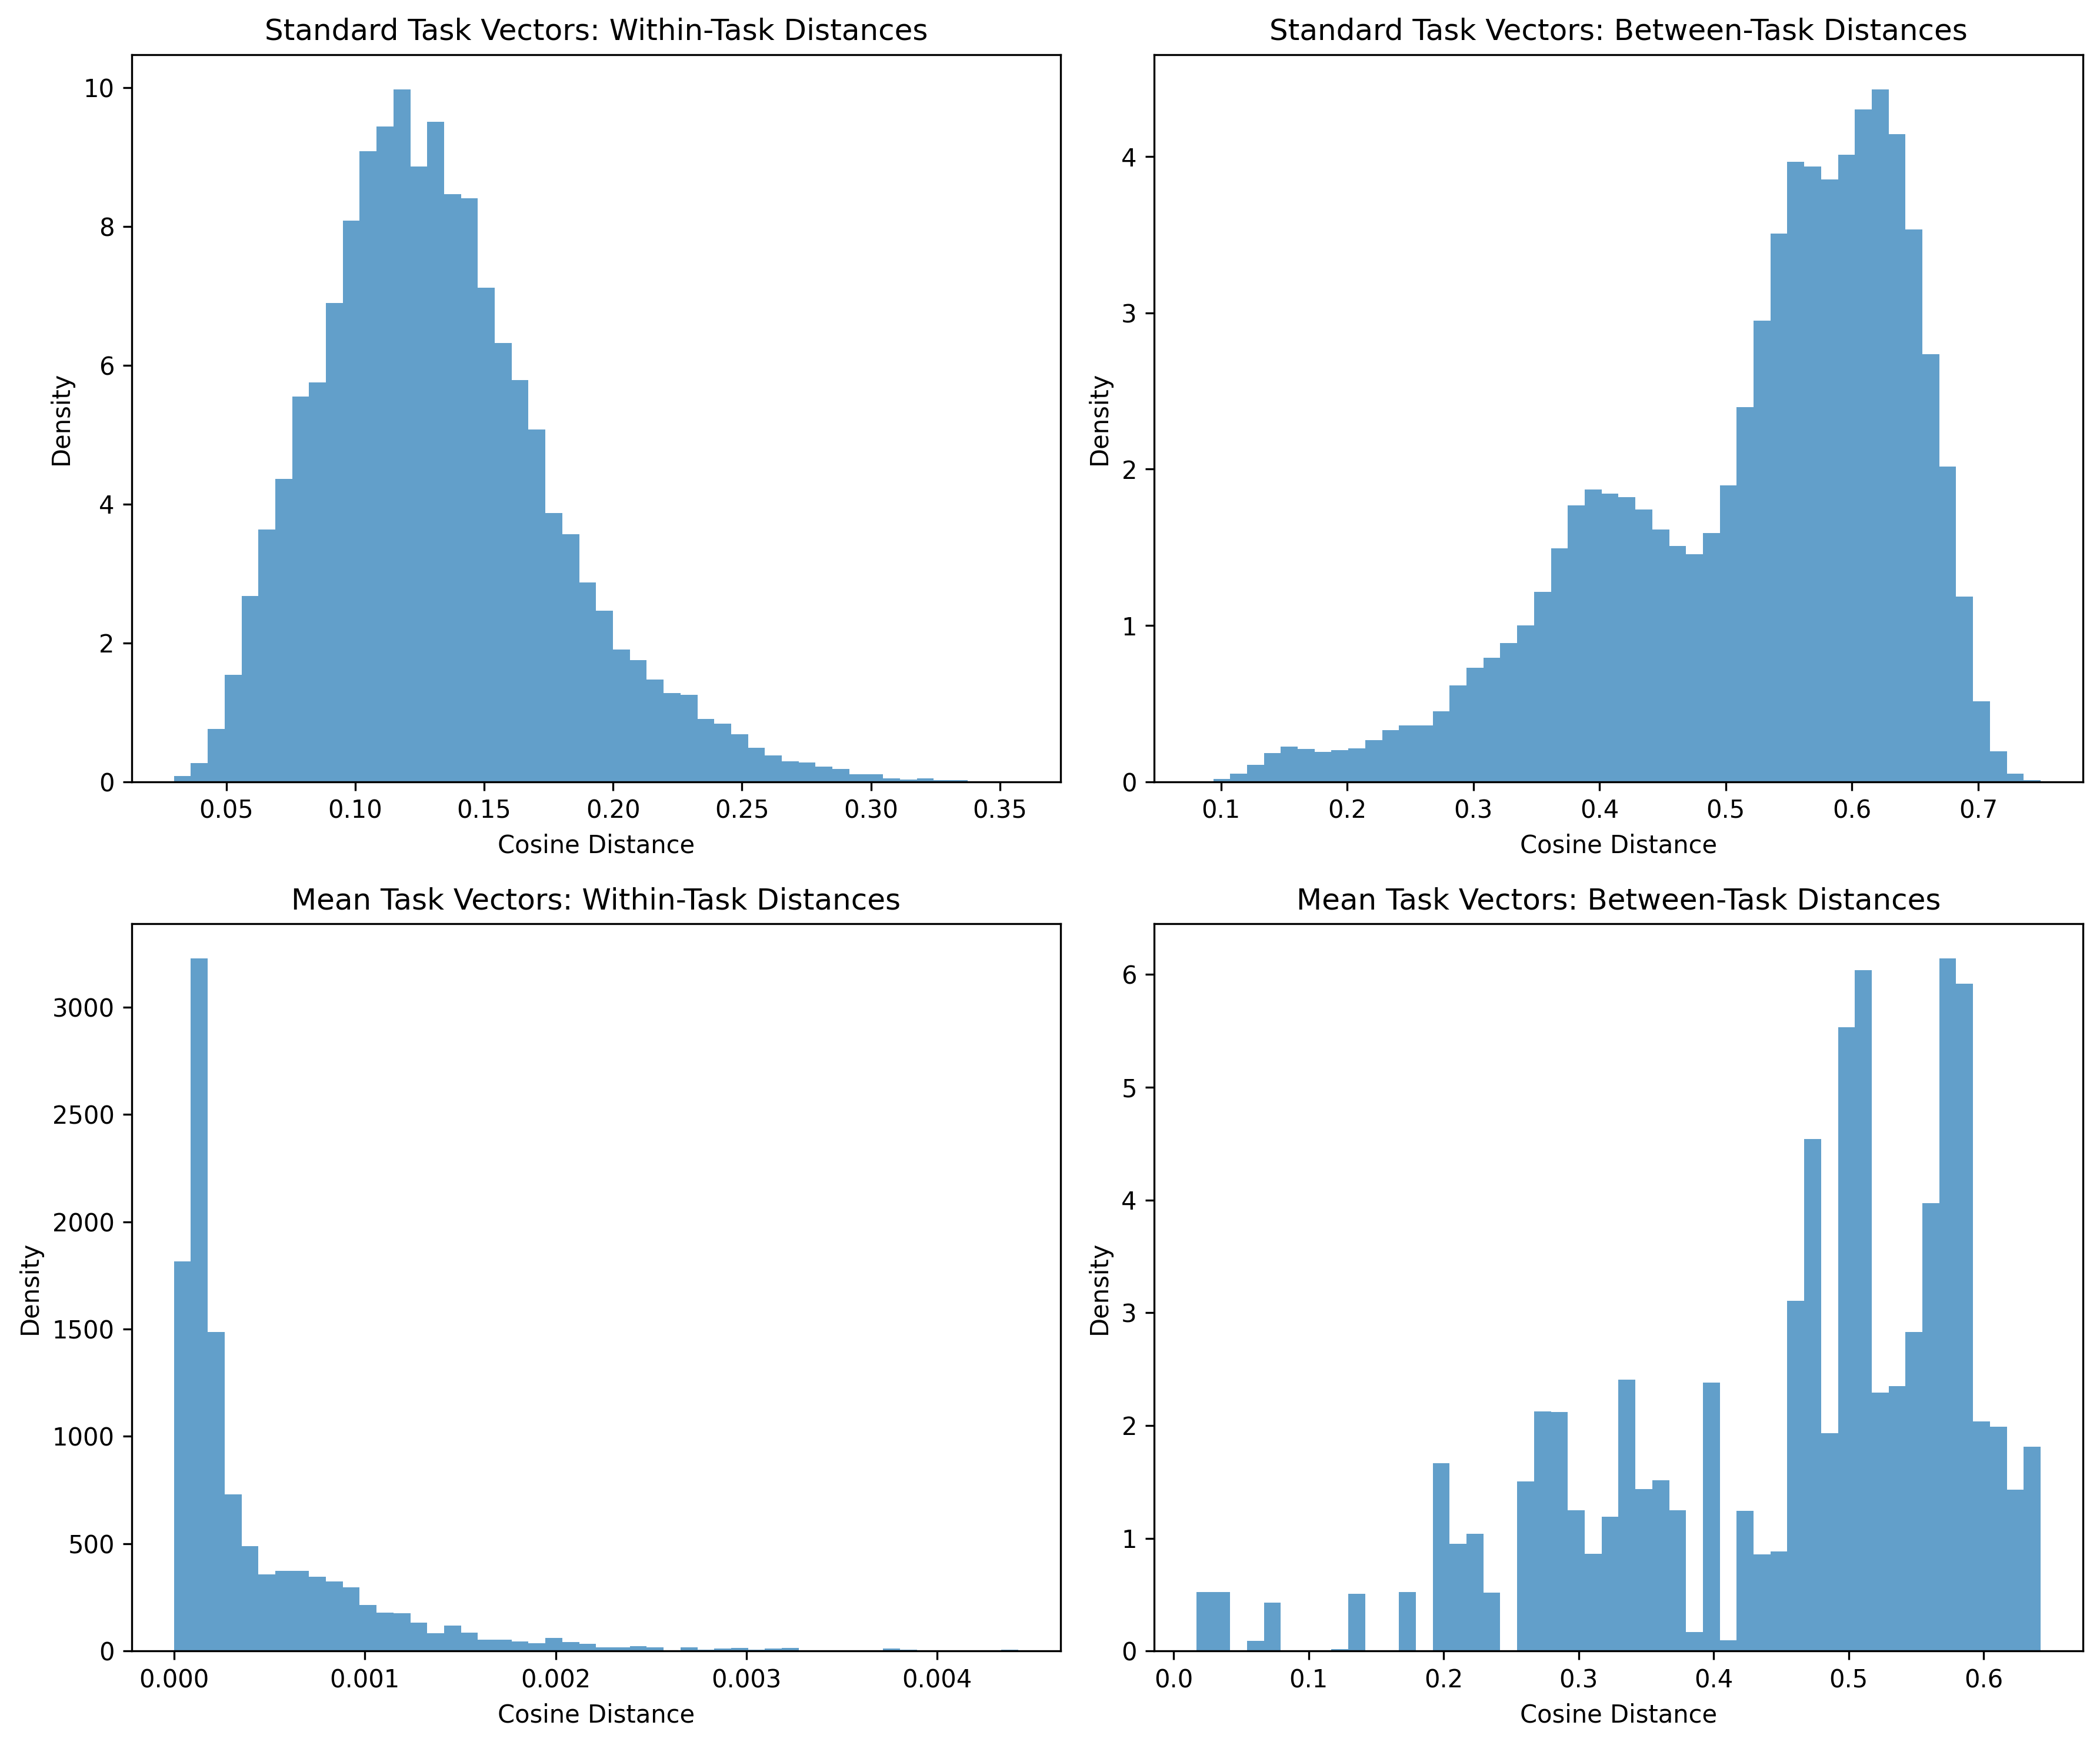 Standard Task Vectors: Within-Task Distances
10
8
6
4
2
0
Density
0.05 0.10 0.15 0.20 0.25 0.30 0.35
Cosine Distance
Standard Task Vectors: Between-Task Distances
4
3
2
1
0
Density
0.1 0.2 0.3 0.4 0.5 0.6 0.7
Cosine Distance
Mean Task Vectors: Within-Task Distances
3000
2500
2000
1500
1000
500
0
Density
0.000 0.001 0.002 0.003 0.004
Cosine Distance
Mean Task Vectors: Between-Task Distances
6
5
4
3
2
1
0
Density
0.0 0.1 0.2 0.3 0.4 0.5 0.6
Cosine Distance